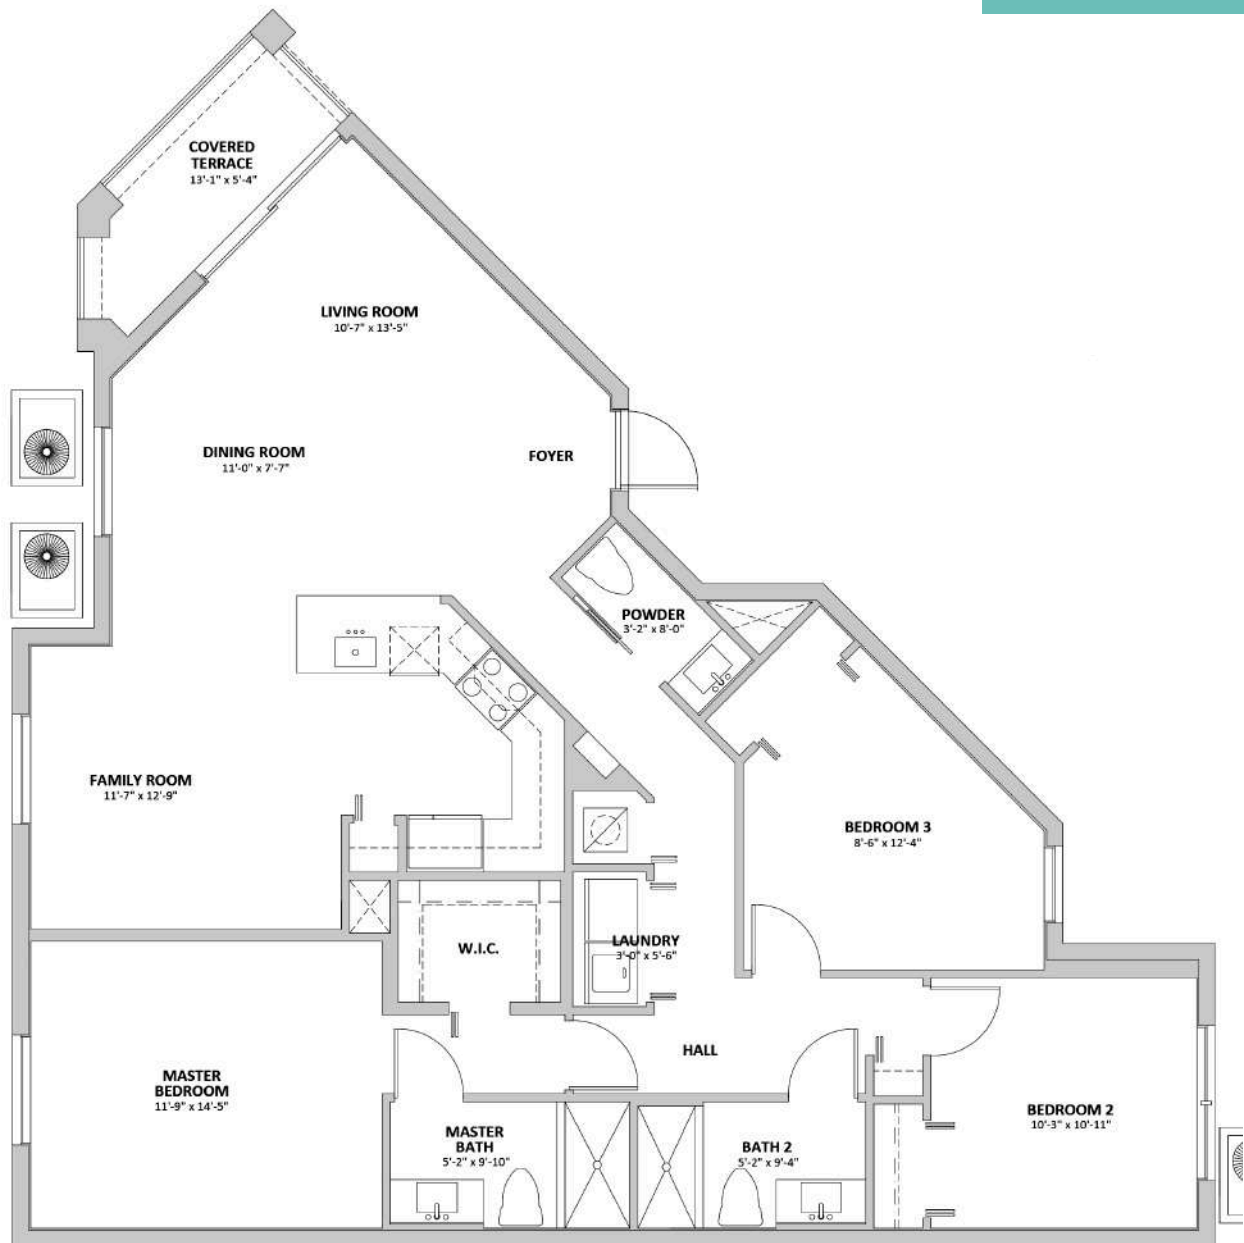 COVERED
TERRACE
13'-1" x 5'-4"
LIVING ROOM
10'-7" x 13'-5"
DINING ROOM
11'-0" x 7'-7"
FOYER
POWDER
3'-2" x 8'-0"
FAMILY ROOM
11'-7" x 12'-9"
BEDROOM 3
8'-6" x 12'-4"
W.I.C.
LAUNDRY
3'-0" x 5'-6"
HALL
MASTER
BEDROOM
11'-9" x 14'-5"
MASTER
BATH
5'-2" x 9'-10"
BATH 2
5'-2" x 9'-4"
BEDROOM 2
10'-3" x 10'-11"